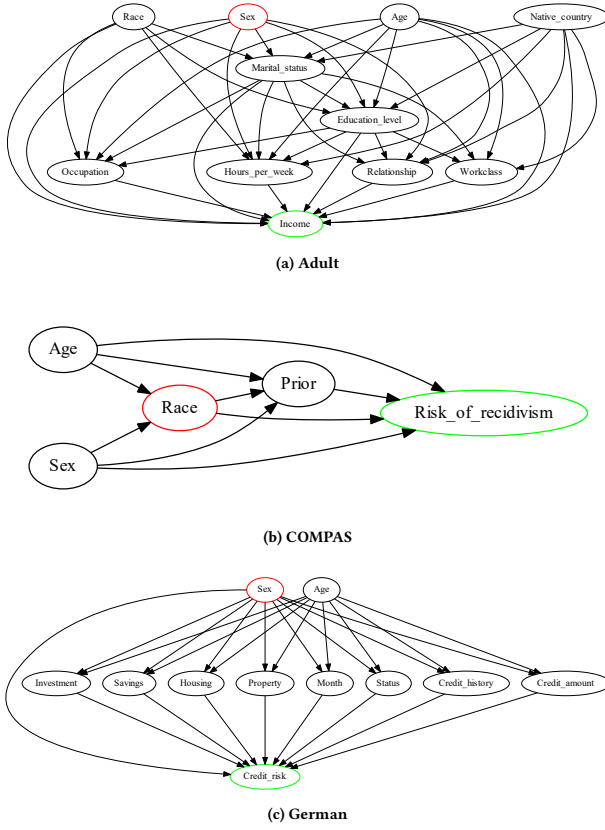 Race Sex Age Native_country
Marital_status
Education_level
Occupation Hours_per_week Relationship Workclass
Income
(a) Adult
Age
Prior
Race Risk_of_recidivism
Sex
(b) COMPAS
Sex Age
Investment Savings Housing Property Month Status Credit_history Credit_amount
Credit_risk
(c) German